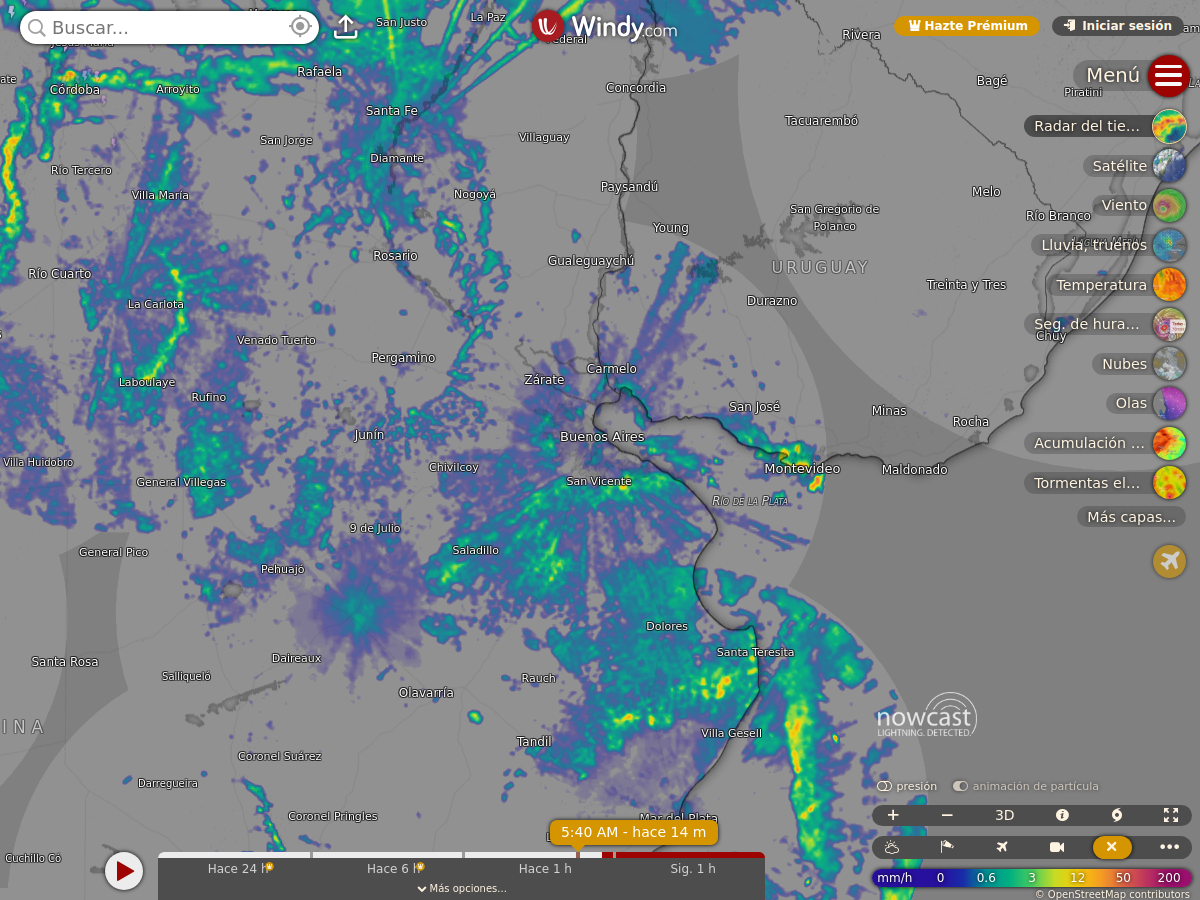 Buscar...
San Justo
La Paz
Federal
Windy.com
Rivera
Hazte Prémium
Iniciar sesión
Rafaela
Córdoba
Arroyito
Concordia
Bagé
Menú
Piratini
Santa Fe
Tacuarembó
Radar del tie...
San Jorge
Villaguay
Diamante
Río Tercero
Satélite
Villa María
Nogoyá
Paysandú
Melo
Viento
San Gregorio de
Polanco
Río Branco
Young
Lluvia, truenos
Rosario
Gualeguaychú
URUGUAY
Río Cuarto
Treinta y Tres
Temperatura
La Carlota
Durazno
Seg. de hura...
Chuy
Venado Tuerto
Pergamino
Carmelo
Nubes
Zárate
Laboulaye
Rufino
San José
Minas
Olas
Rocha
Junín
Buenos Aires
Acumulación ...
Villa Huidobro
Chivilcoy
Montevideo
Maldonado
General Villegas
San Vicente
Tormentas el...
Río de la Plata
Más capas...
9 de Julio
General Pico
Saladillo
Pehuajó
Dolores
Santa Rosa
Daireaux
Santa Teresita
Salliqueló
Rauch
Olavarría
INA
nowcast
LIGHTNING. DETECTED.
Tandil
Villa Gesell
Coronel Suárez
Darregueira
presión
animación de partícula
Coronel Pringles
Mar del Plata
+
−
3D
5:40 AM - hace 14 m
Cuchillo Có
Hace 24 h
Hace 6 h
Hace 1 h
Sig. 1 h
Más opciones...
mm/h 0 0.6 3 12 50 200
© OpenStreetMap contributors